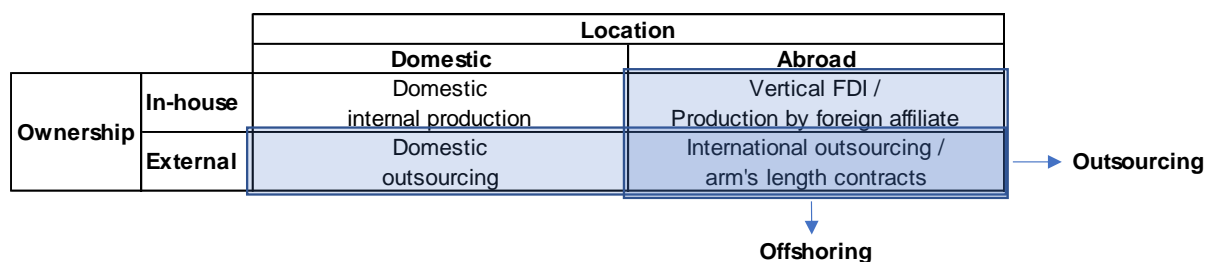 Location
Domestic Abroad
Ownership
In-house
Domestic
internal production
Vertical FDI /
Production by foreign affiliate
External
Domestic
outsourcing
International outsourcing /
arm's length contracts
Outsourcing
Offshoring